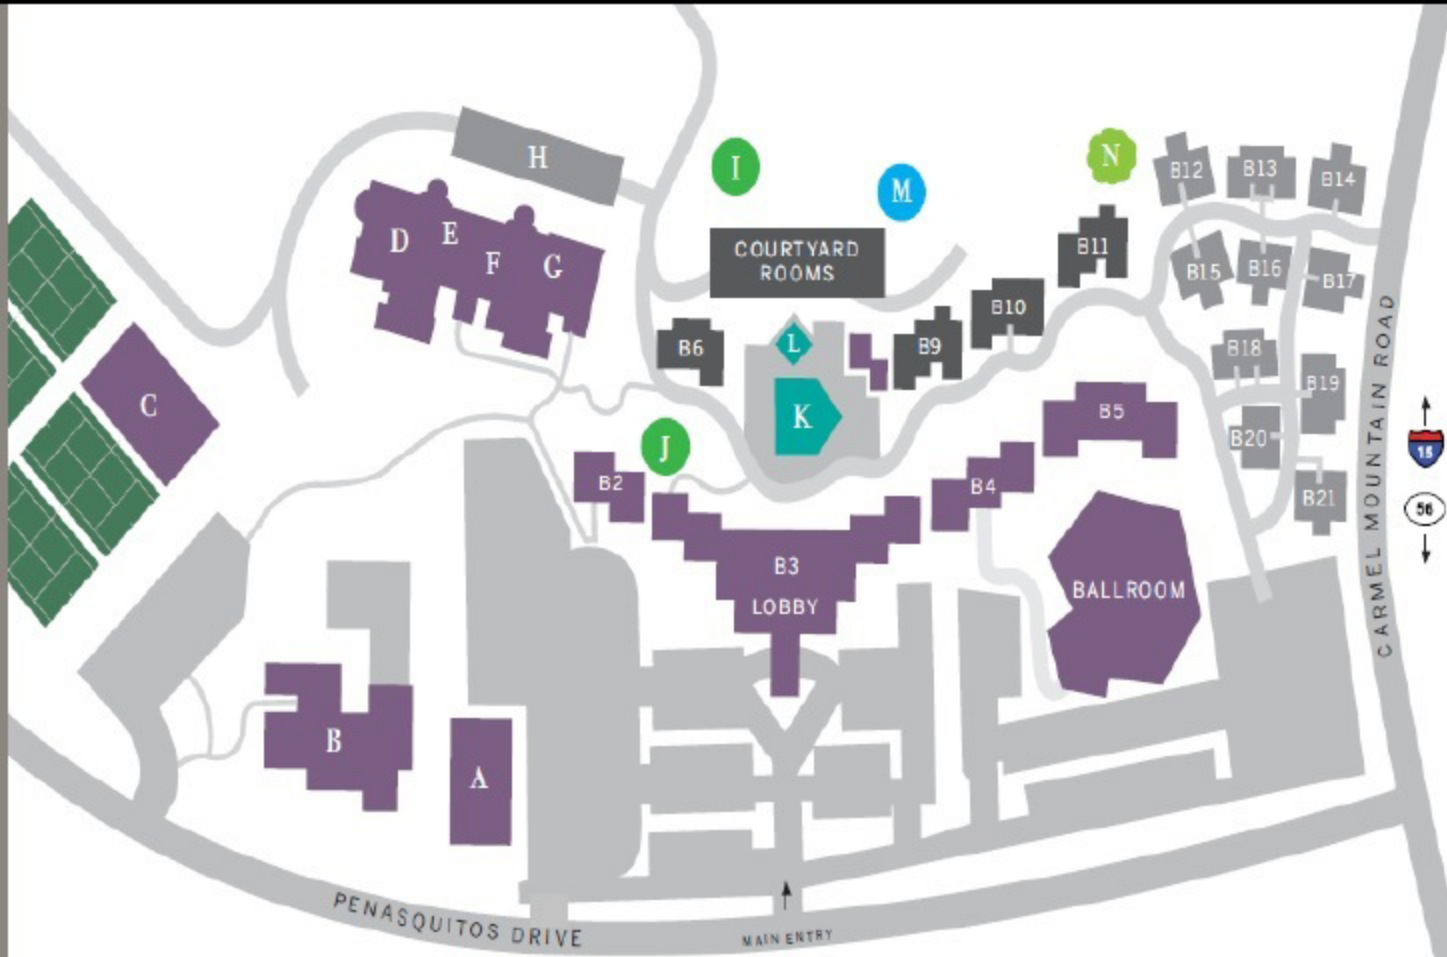 H
I
M
N
B12
B13
B14
D
E
F
G
COURTYARD
ROOMS
B11
B15
B16
B17
B10
B6
L
B9
B18
B19
C
K
B5
B20
J
B2
B4
B21
15
56
CARMEL MOUNTAIN ROAD
B3
LOBBY
BALLROOM
B
A
PENASQUITOS DRIVE
MAIN ENTRY